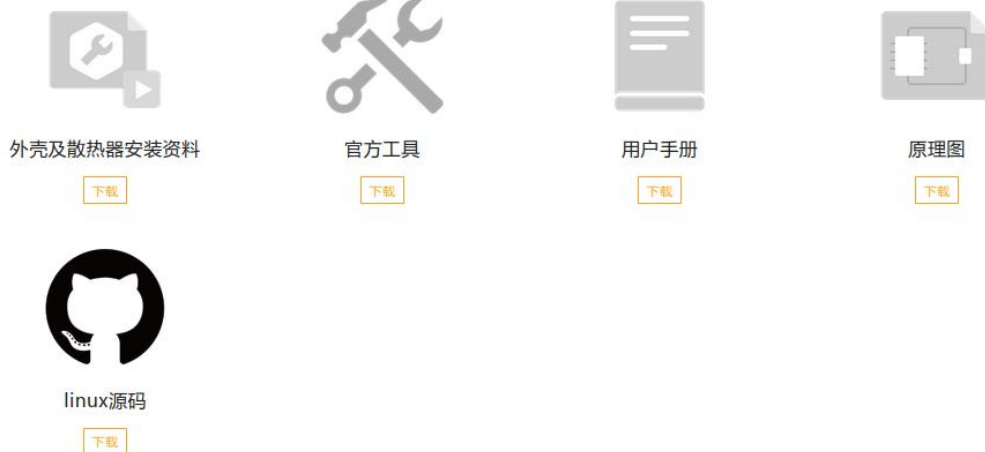 外壳及散热器安装资料
官方工具
用户手册
原理图
下载
下载
下载
下载
linux源码
下载